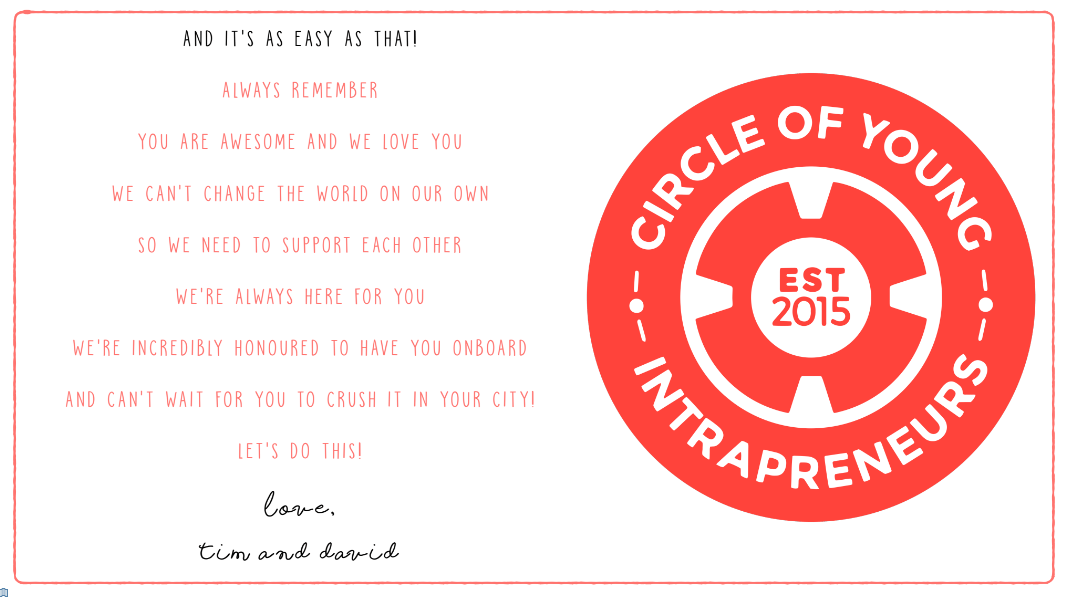 AND IT'S AS EASY AS THAT!
ALWAYS REMEMBER
YOU ARE AWESOME AND WE LOVE YOU
WE CAN'T CHANGE THE WORLD ON OUR OWN
SO WE NEED TO SUPPORT EACH OTHER
WE'RE ALWAYS HERE FOR YOU
WE'RE INCREDIBLY HONOURED TO HAVE YOU ONBOARD
AND CAN'T WAIT FOR YOU TO CRUSH IT IN YOUR CITY!
LET'S DO THIS!
love,
tim and david
CIRCLE OF YOUNG
EST
2015
INTRAPRENEURS